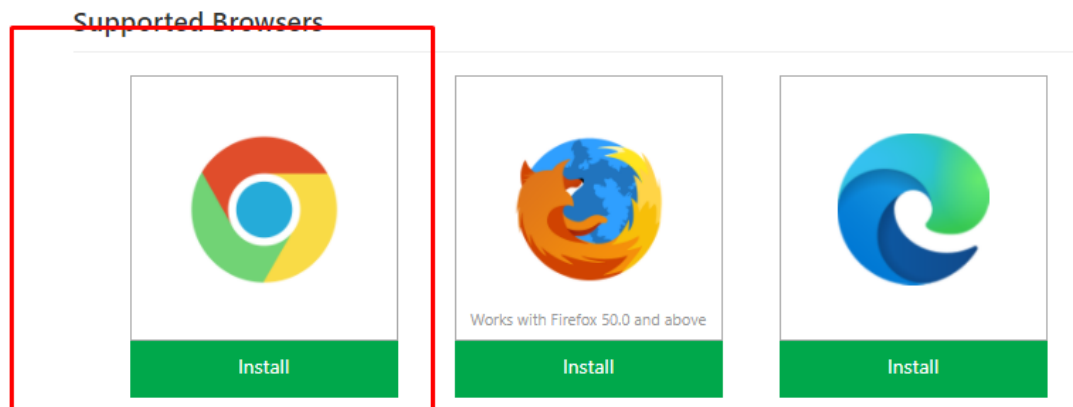 Supported Browsers
Works with Firefox 50.0 and above
Install
Install
Install